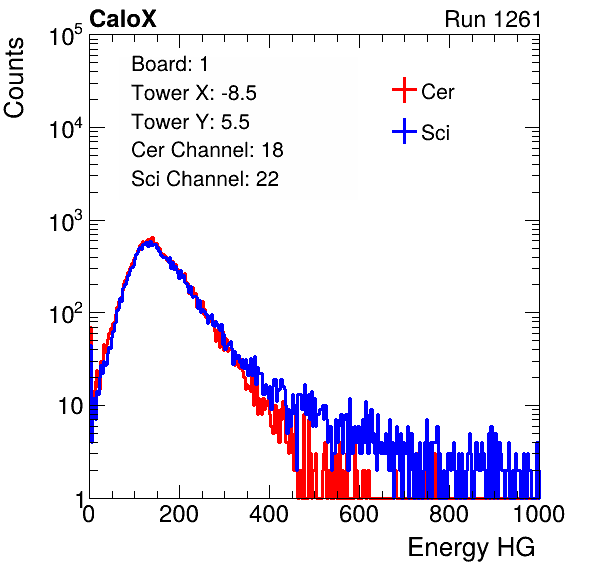 CaloX Run 1261
Counts
Board: 1
Tower X: -8.5
Tower Y: 5.5
Cer Channel: 18
Sci Channel: 22
Cer
Sci
10^5
10^4
10^3
10^2
10
1
0 200 400 600 800 1000
Energy HG